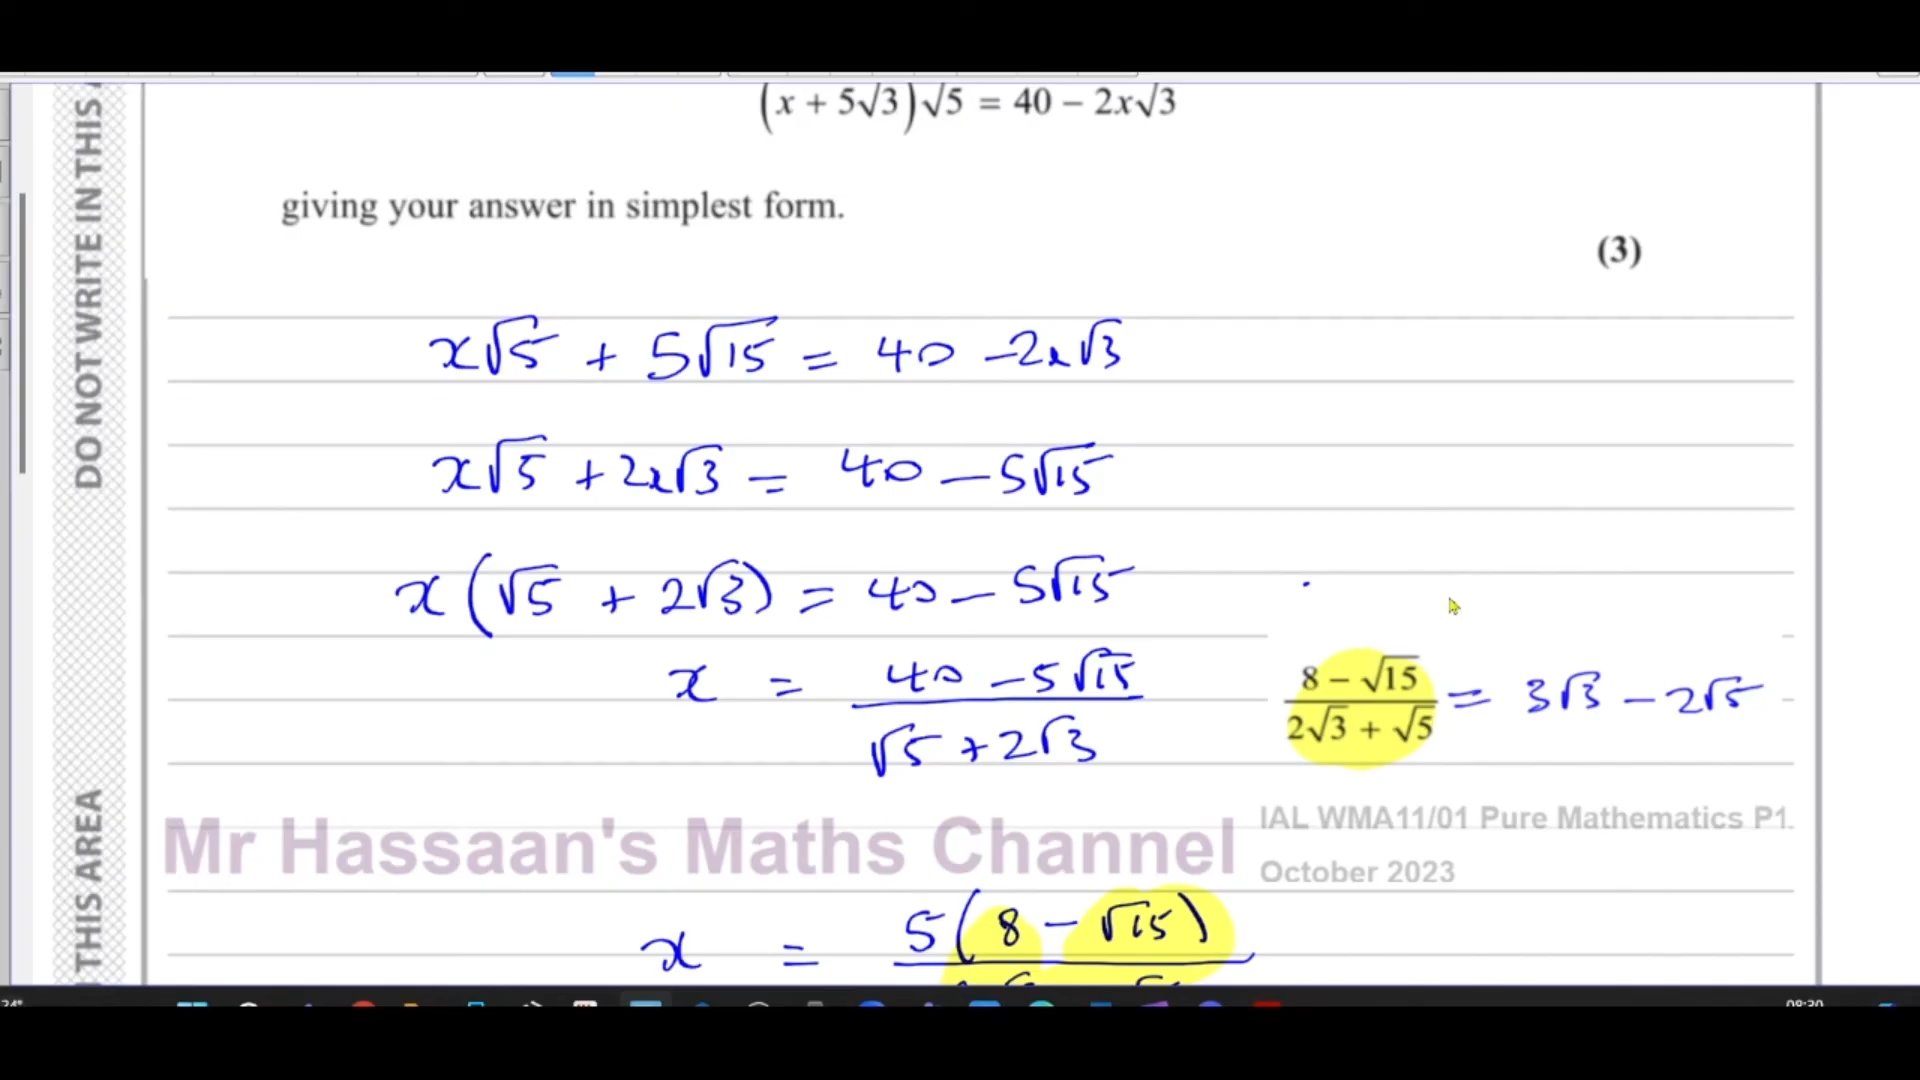 (x + 5√3)√5 = 40 − 2x√3
giving your answer in simplest form.
(3)
DO NOT WRITE IN THIS
x√5 + 5√15 = 40 − 2x√3
x√5 + 2x√3 = 40 − 5√15
x(√5 + 2√3) = 40 − 5√15
x = (40 − 5√15)/(√5 + 2√3)
(8 − √15)/(2√3 + √5) = 3√3 − 2√5
THIS AREA
Mr Hassaan's Maths Channel
IAL WMA11/01 Pure Mathematics P1
October 2023
x = 5(8 − √15)
08:30